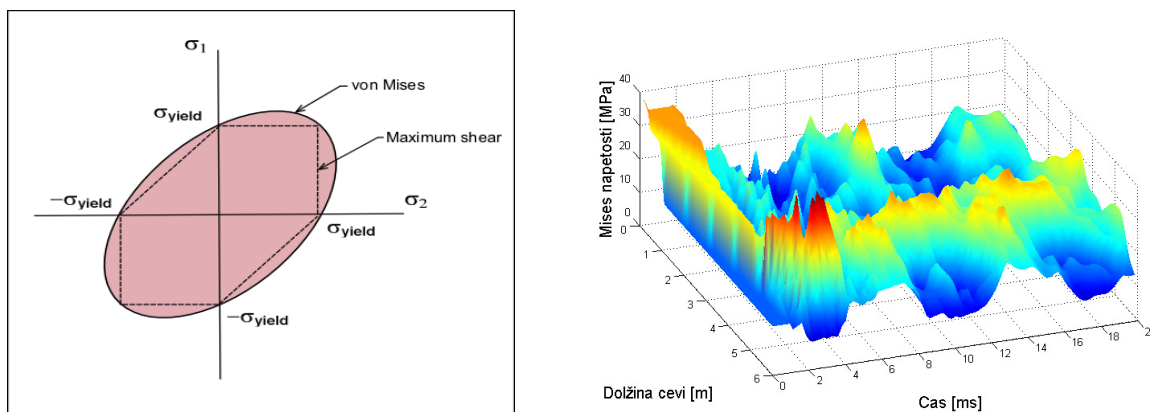 σ1
von Mises
σyield
Maximum shear
−σyield
σ2
σyield
−σyield
Mises napetosti [MPa]
40
30
20
10
0
0
1
2
3
4
5
6
Dolžina cevi [m]
0
2
4
6
8
10
12
14
16
18
2
Cas [ms]